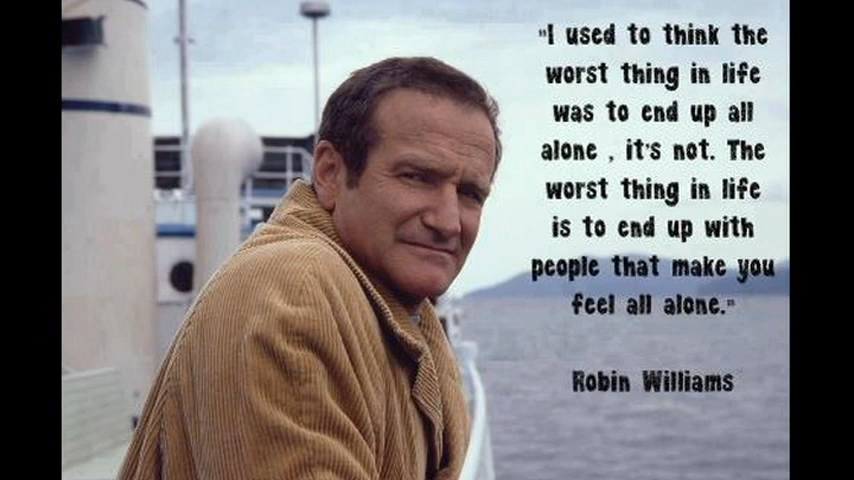 "I used to think the
worst thing in life
was to end up all
alone , it's not. The
worst thing in life
is to end up with
people that make you
feel all alone."
Robin Williams